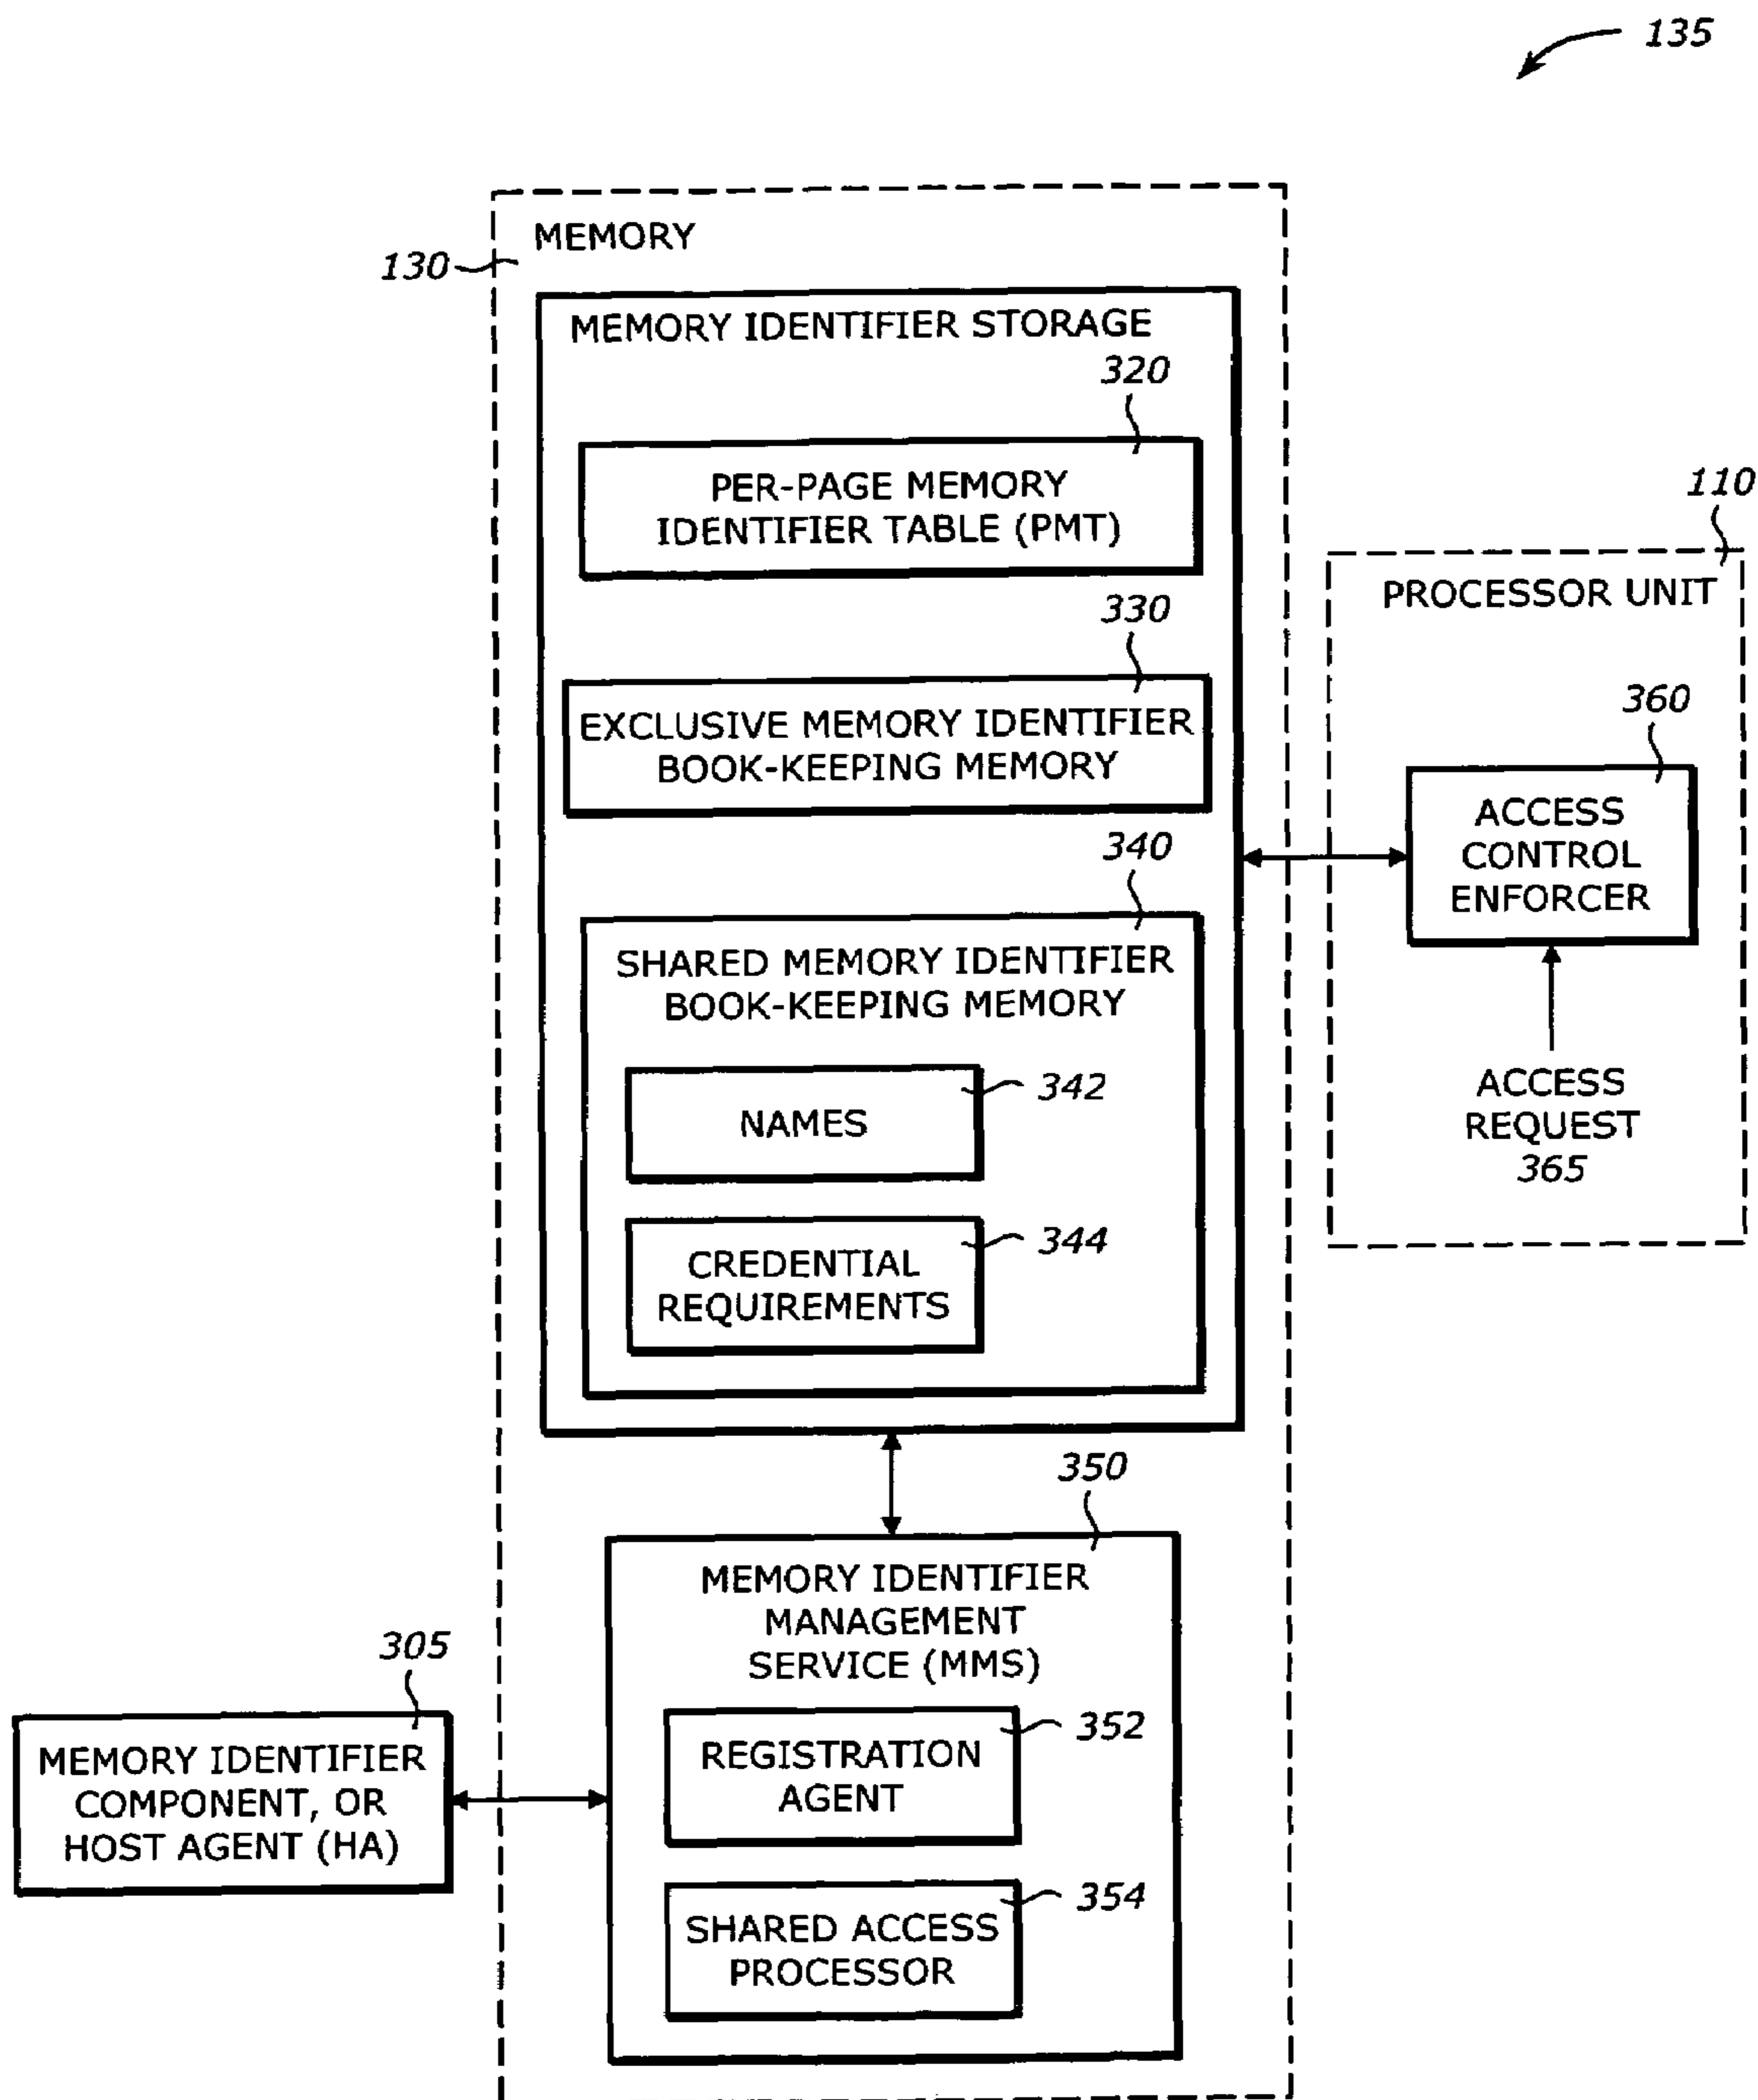 135
MEMORY
130
MEMORY IDENTIFIER STORAGE
320
PER-PAGE MEMORY
IDENTIFIER TABLE (PMT)
330
EXCLUSIVE MEMORY IDENTIFIER
BOOK-KEEPING MEMORY
340
SHARED MEMORY IDENTIFIER
BOOK-KEEPING MEMORY
342
NAMES
344
CREDENTIAL
REQUIREMENTS
110
PROCESSOR UNIT
360
ACCESS
CONTROL
ENFORCER
ACCESS
REQUEST
365
350
MEMORY IDENTIFIER
MANAGEMENT
SERVICE (MMS)
352
REGISTRATION
AGENT
354
SHARED ACCESS
PROCESSOR
305
MEMORY IDENTIFIER
COMPONENT, OR
HOST AGENT (HA)